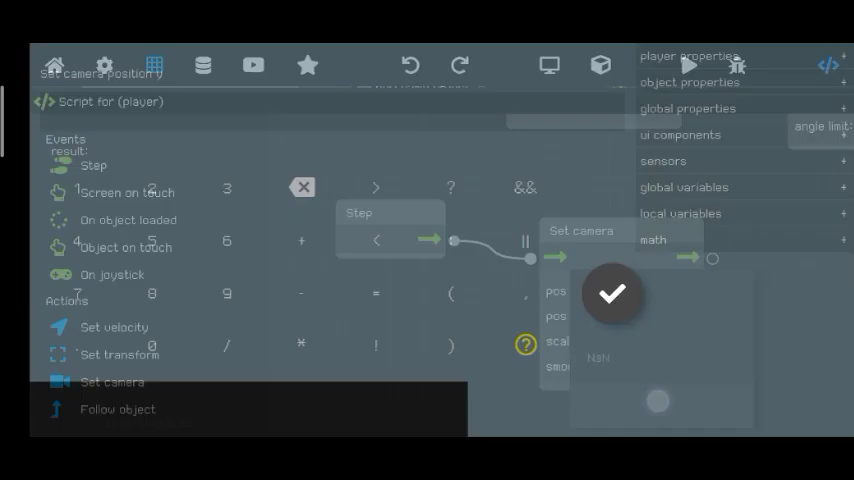 Set camera position y
Script for (player)
player properties +
object properties +
global properties +
ui components +
sensors +
global variables +
local variables +
math +
angle limit:
Events
result:
Step
Screen on touch
On object loaded
Object on touch
On joystick
Actions
Set velocity
Set transform
Set camera
Follow object
1 2 3 > ? &&
4 5 6 + < ||
7 8 9 - = ( ,
. 0 / * ! ) ?
Step
Set camera
pos
pos
scal
smo
NaN